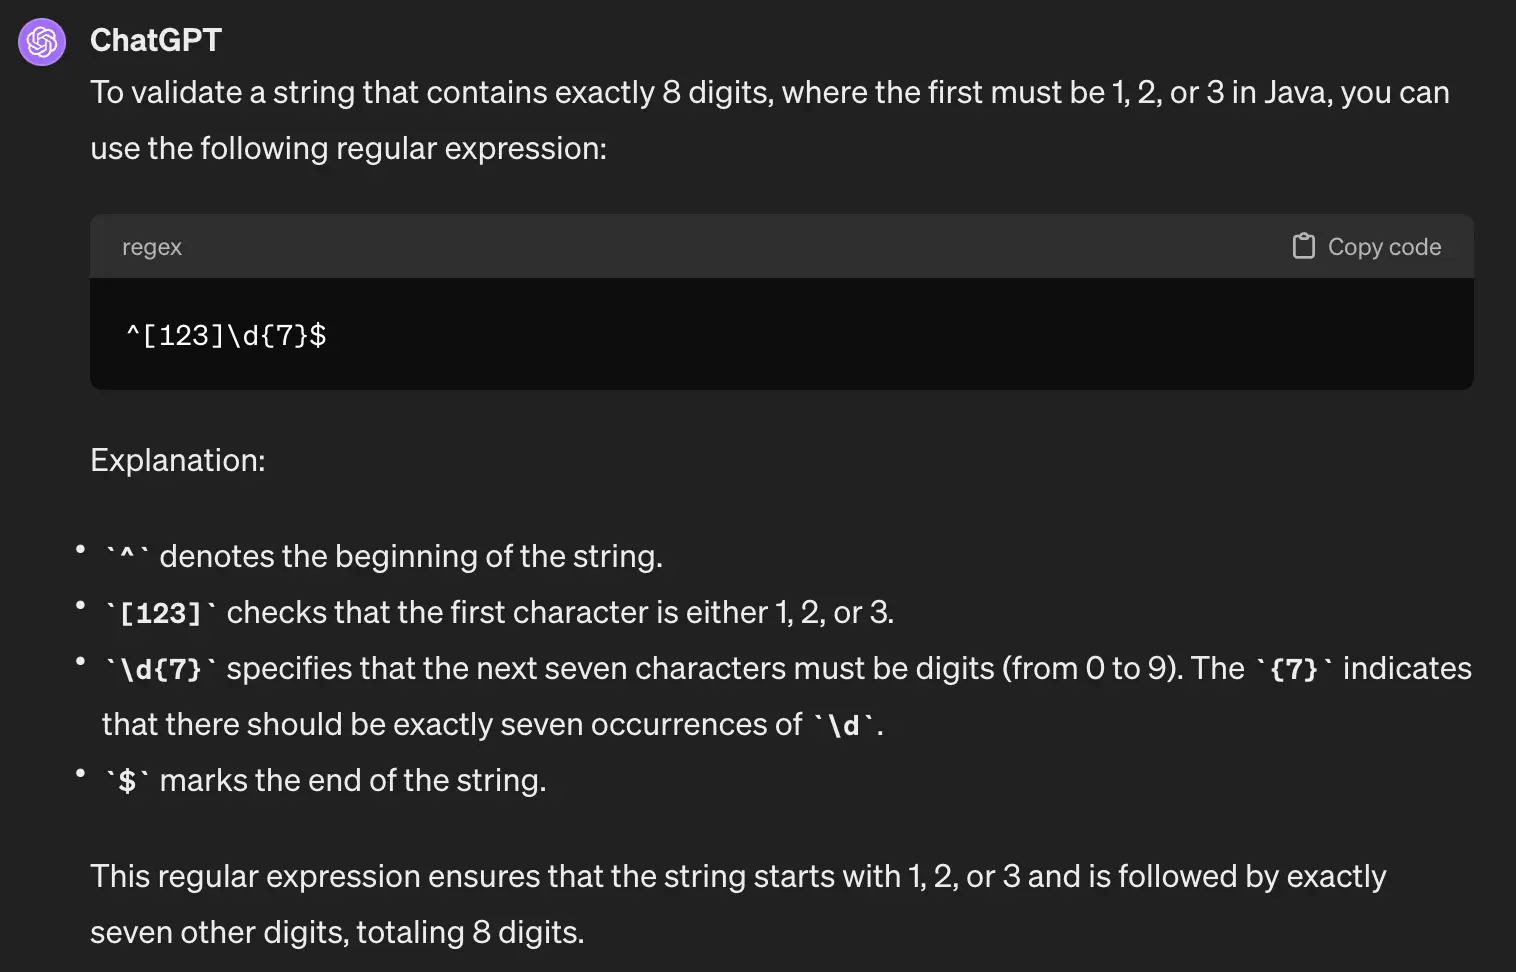 ChatGPT
To validate a string that contains exactly 8 digits, where the first must be 1, 2, or 3 in Java, you can
use the following regular expression:
regex
Copy code
^[123]\d{7}$
Explanation:
• `^` denotes the beginning of the string.
• `[123]` checks that the first character is either 1, 2, or 3.
• `\d{7}` specifies that the next seven characters must be digits (from 0 to 9). The `{7}` indicates
that there should be exactly seven occurrences of `\d`.
• `$` marks the end of the string.
This regular expression ensures that the string starts with 1, 2, or 3 and is followed by exactly
seven other digits, totaling 8 digits.